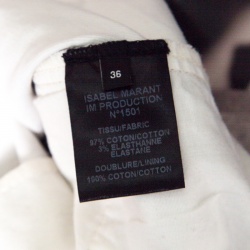 36
ISABEL MARANT
IM PRODUCTION
N°1501
TISSU/FABRIC
97% COTON/COTTON
3% ELASTHANNE
ELASTANE
DOUBLURE/LINING
100% COTON/COTTON